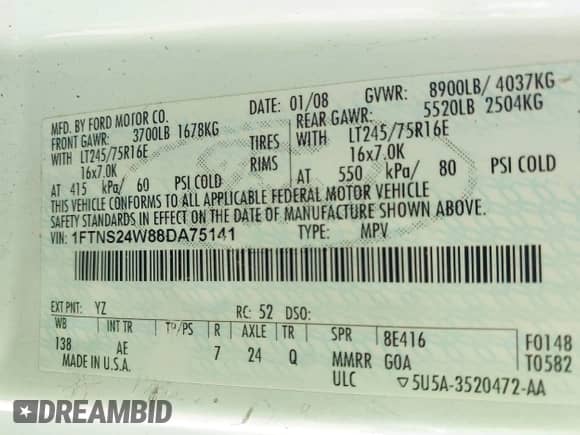 MFD. BY FORD MOTOR CO.
DATE: 01/08 GVWR: 8900LB/ 4037KG
FRONT GAWR: 3700LB 1678KG
REAR GAWR: 5520LB 2504KG
WITH LT245/75R16E TIRES WITH LT245/75R16E
16x7.0K RIMS 16x7.0K
AT 415 kPa/ 60 PSI COLD AT 550 kPa/ 80 PSI COLD
THIS VEHICLE CONFORMS TO ALL APPLICABLE FEDERAL MOTOR VEHICLE
SAFETY STANDARDS IN EFFECT ON THE DATE OF MANUFACTURE SHOWN ABOVE.
VIN: 1FTNS24W88DA75141 TYPE: MPV
EXT PNT: YZ RC: 52 DSO:
WB INT TR TP/PS R AXLE TR SPR 8E416 F0148
138 AE 7 24 Q MMRR GOA T0582
MADE IN U.S.A. ULC ▽5U5A-3520472-AA
DREAMBID